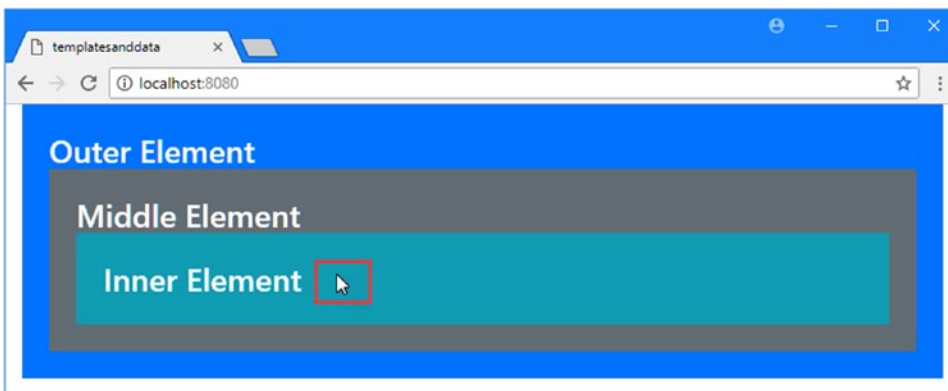 templatesanddata
localhost:8080
Outer Element
Middle Element
Inner Element